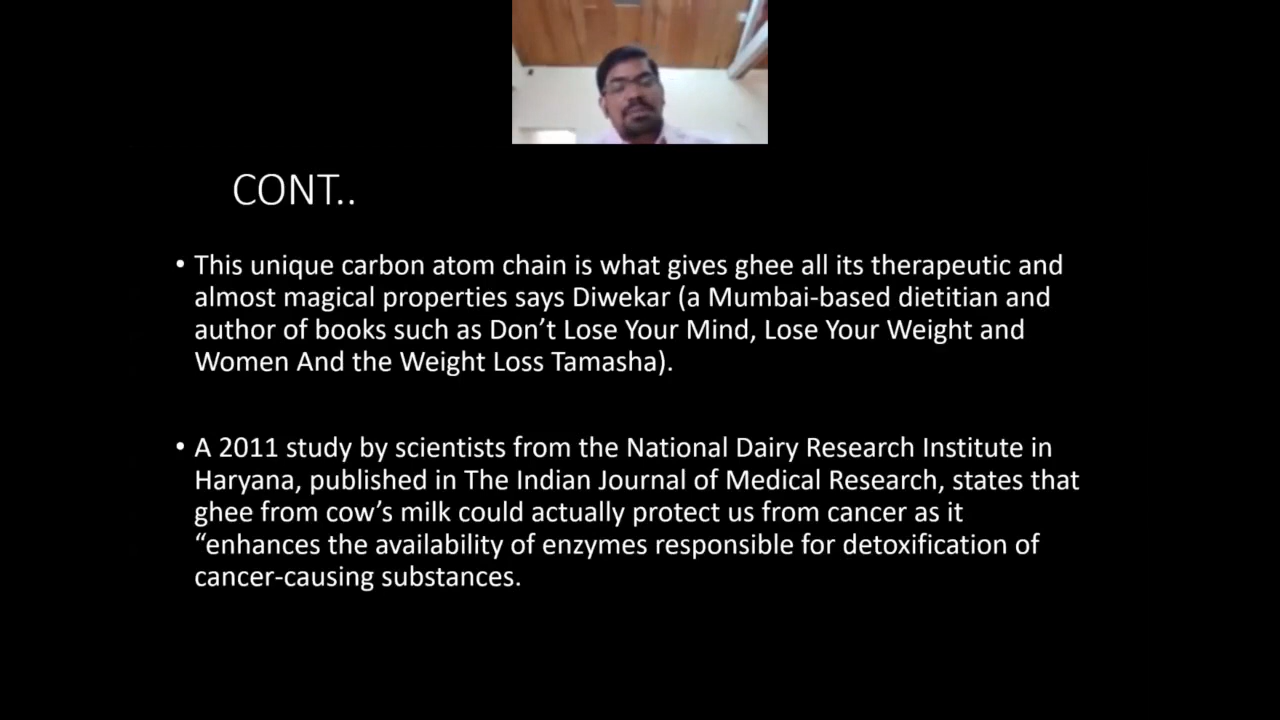 CONT..
• This unique carbon atom chain is what gives ghee all its therapeutic and
almost magical properties says Diwekar (a Mumbai-based dietitian and
author of books such as Don’t Lose Your Mind, Lose Your Weight and
Women And the Weight Loss Tamasha).
• A 2011 study by scientists from the National Dairy Research Institute in
Haryana, published in The Indian Journal of Medical Research, states that
ghee from cow’s milk could actually protect us from cancer as it
“enhances the availability of enzymes responsible for detoxification of
cancer-causing substances.